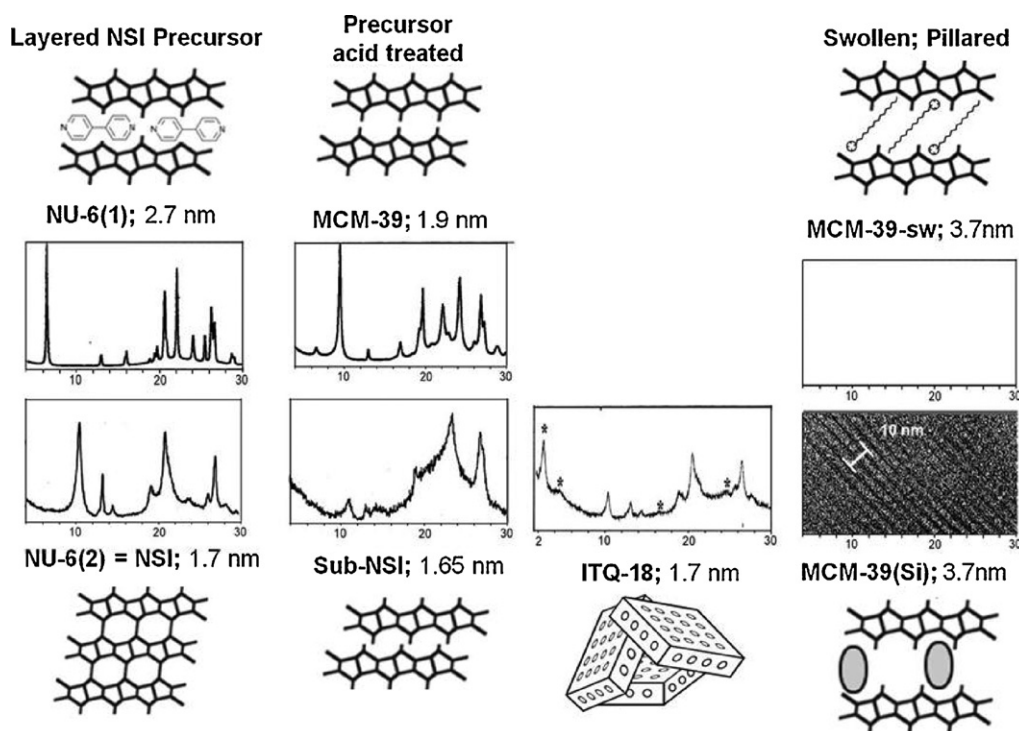 Layered NSI Precursor
Precursor
acid treated
Swollen; Pillared
N N N N
NU-6(1); 2.7 nm
MCM-39; 1.9 nm
MCM-39-sw; 3.7nm
10 20 30
10 20 30
10 20 30
* * * *
10 nm
10 20 30
10 20 30
2 10 20 30
10 20 30
NU-6(2) = NSI; 1.7 nm
Sub-NSI; 1.65 nm
ITQ-18; 1.7 nm
MCM-39(Si); 3.7nm